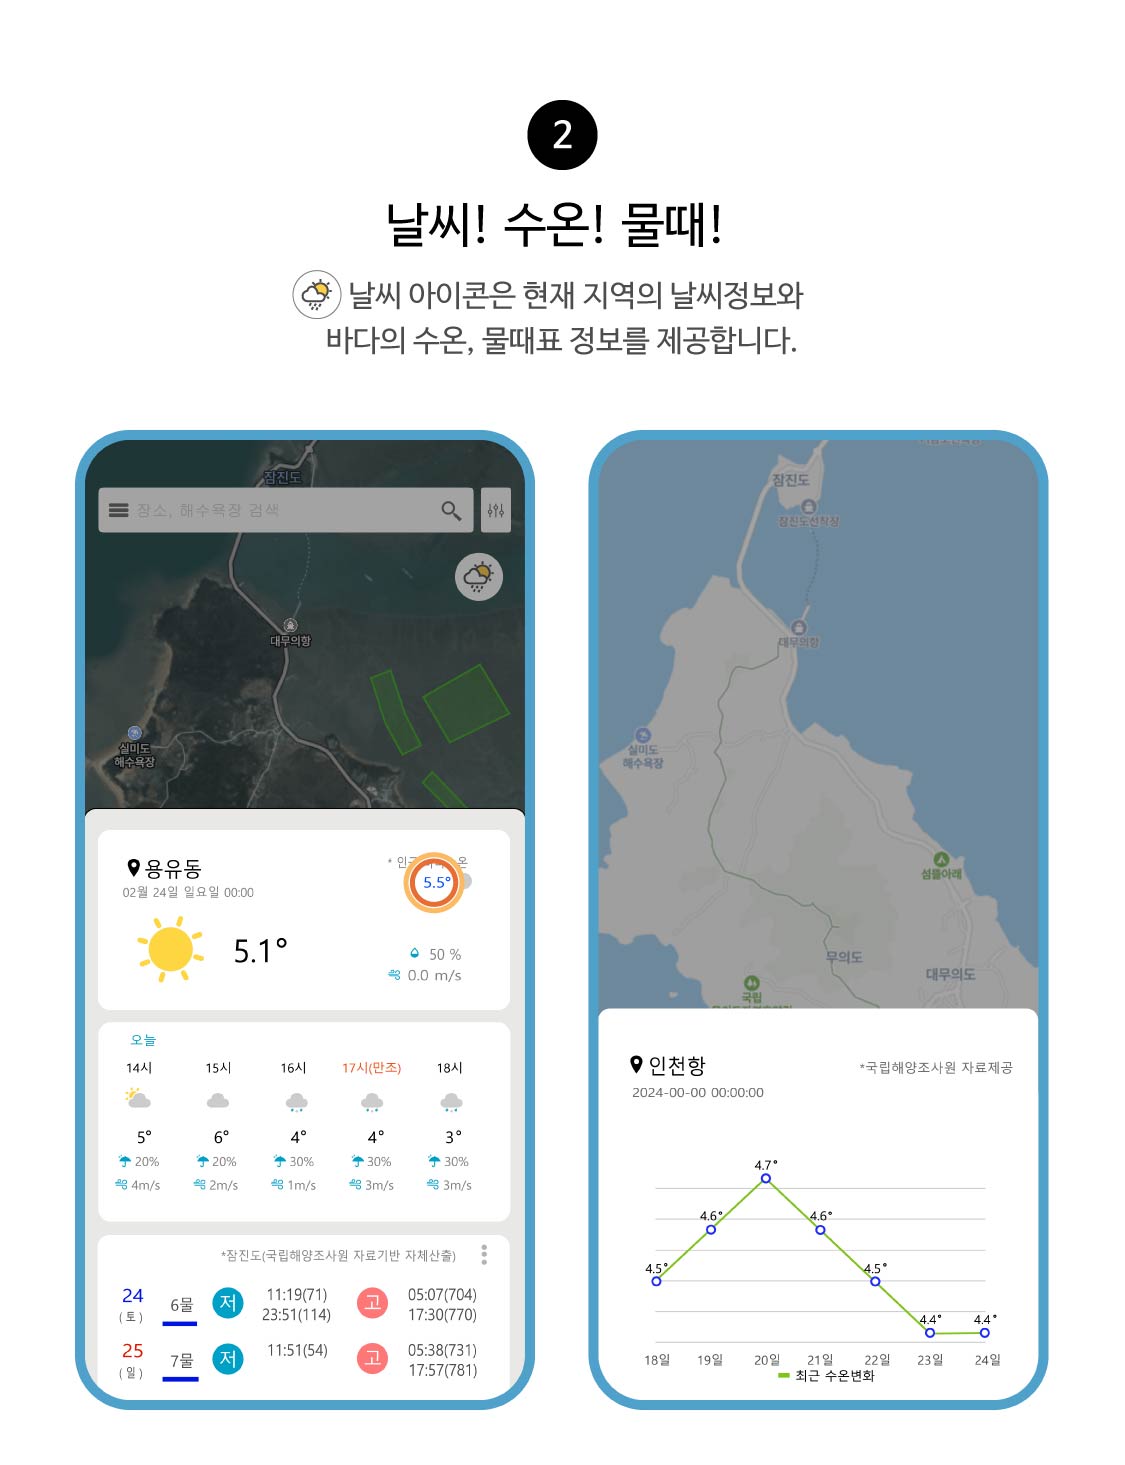 2
날씨! 수온! 물때!
날씨 아이콘은 현재 지역의 날씨정보와
바다의 수온, 물때표 정보를 제공합니다.
잠진도
장소, 해수욕장 검색
대무의항
실미도
해수욕장
용유동
02월 24일 일요일 00:00
* 인근
온
5.5°
5.1°
50 %
0.0 m/s
오늘
14시 15시 16시 17시(만조) 18시
5° 6° 4° 4° 3°
20% 20% 30% 30% 30%
4m/s 2m/s 1m/s 3m/s 3m/s
*잠진도(국립해양조사원 자료기반 자체산출)
24 (토) 6물 저 11:19(71) 고 05:07(704)
23:51(114) 17:30(770)
25 (일) 7물 저 11:51(54) 고 05:38(731)
17:57(781)
잠진도
잠진도선착장
대무의항
실미도
해수욕장
섬뜰아래
무의도
대무의도
국립
인천항
*국립해양조사원 자료제공
2024-00-00 00:00:00
4.5° 4.6° 4.7° 4.6° 4.5° 4.4° 4.4°
18일 19일 20일 21일 22일 23일 24일
최근 수온변화